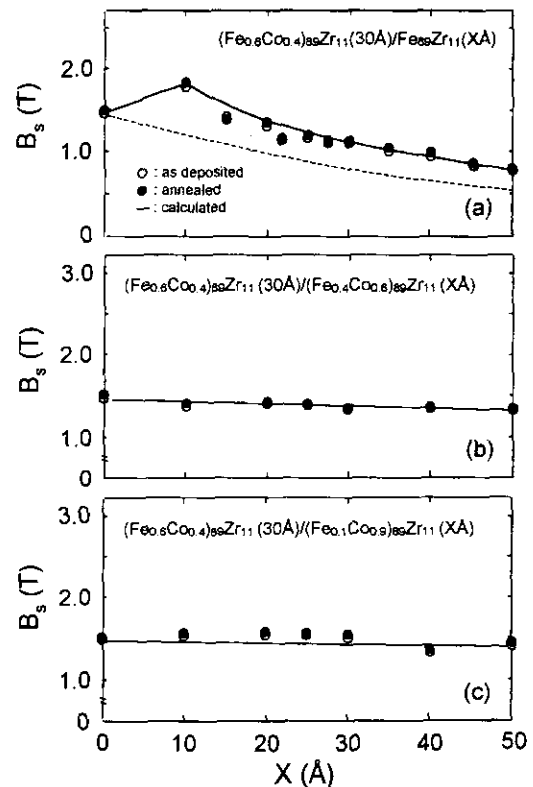 (Fe0.6Co0.4)89Zr11(30Å)/Fe89Zr11(XÅ)
2.0
1.0
0
Bs (T)
○ : as deposited
● : annealed
— : calculated
(a)
(Fe0.6Co0.4)89Zr11(30Å)/(Fe0.4Co0.6)89Zr11(XÅ)
3.0
2.0
1.0
0
Bs (T)
(b)
(Fe0.6Co0.4)89Zr11(30Å)/(Fe0.1Co0.9)89Zr11(XÅ)
3.0
2.0
1.0
0
Bs (T)
(c)
0 10 20 30 40 50
X (Å)